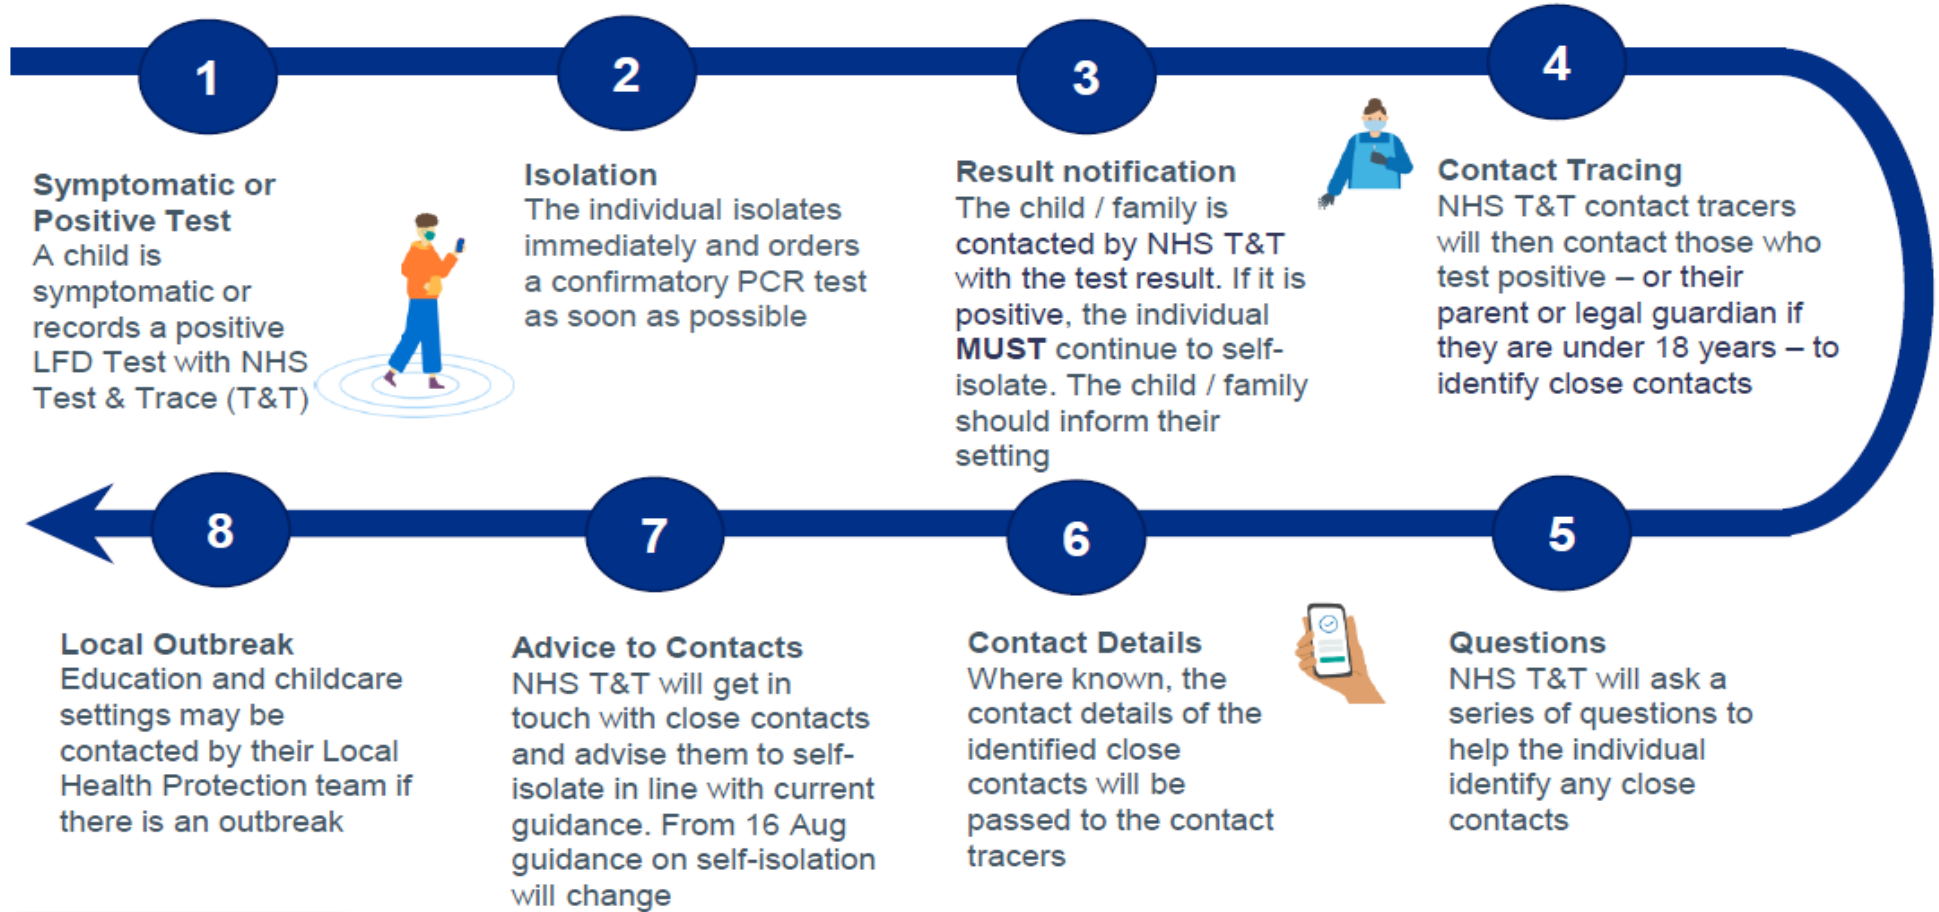 1
Symptomatic or
Positive Test
A child is
symptomatic or
records a positive
LFD Test with NHS
Test & Trace (T&T)
2
Isolation
The individual isolates
immediately and orders
a confirmatory PCR test
as soon as possible
3
Result notification
The child / family is
contacted by NHS T&T
with the test result. If it is
positive, the individual
MUST continue to self-
isolate. The child / family
should inform their
setting
4
Contact Tracing
NHS T&T contact tracers
will then contact those who
test positive – or their
parent or legal guardian if
they are under 18 years – to
identify close contacts
5
Questions
NHS T&T will ask a
series of questions to
help the individual
identify any close
contacts
6
Contact Details
Where known, the
contact details of the
identified close
contacts will be
passed to the contact
tracers
7
Advice to Contacts
NHS T&T will get in
touch with close contacts
and advise them to self-
isolate in line with current
guidance. From 16 Aug
guidance on self-isolation
will change
8
Local Outbreak
Education and childcare
settings may be
contacted by their Local
Health Protection team if
there is an outbreak